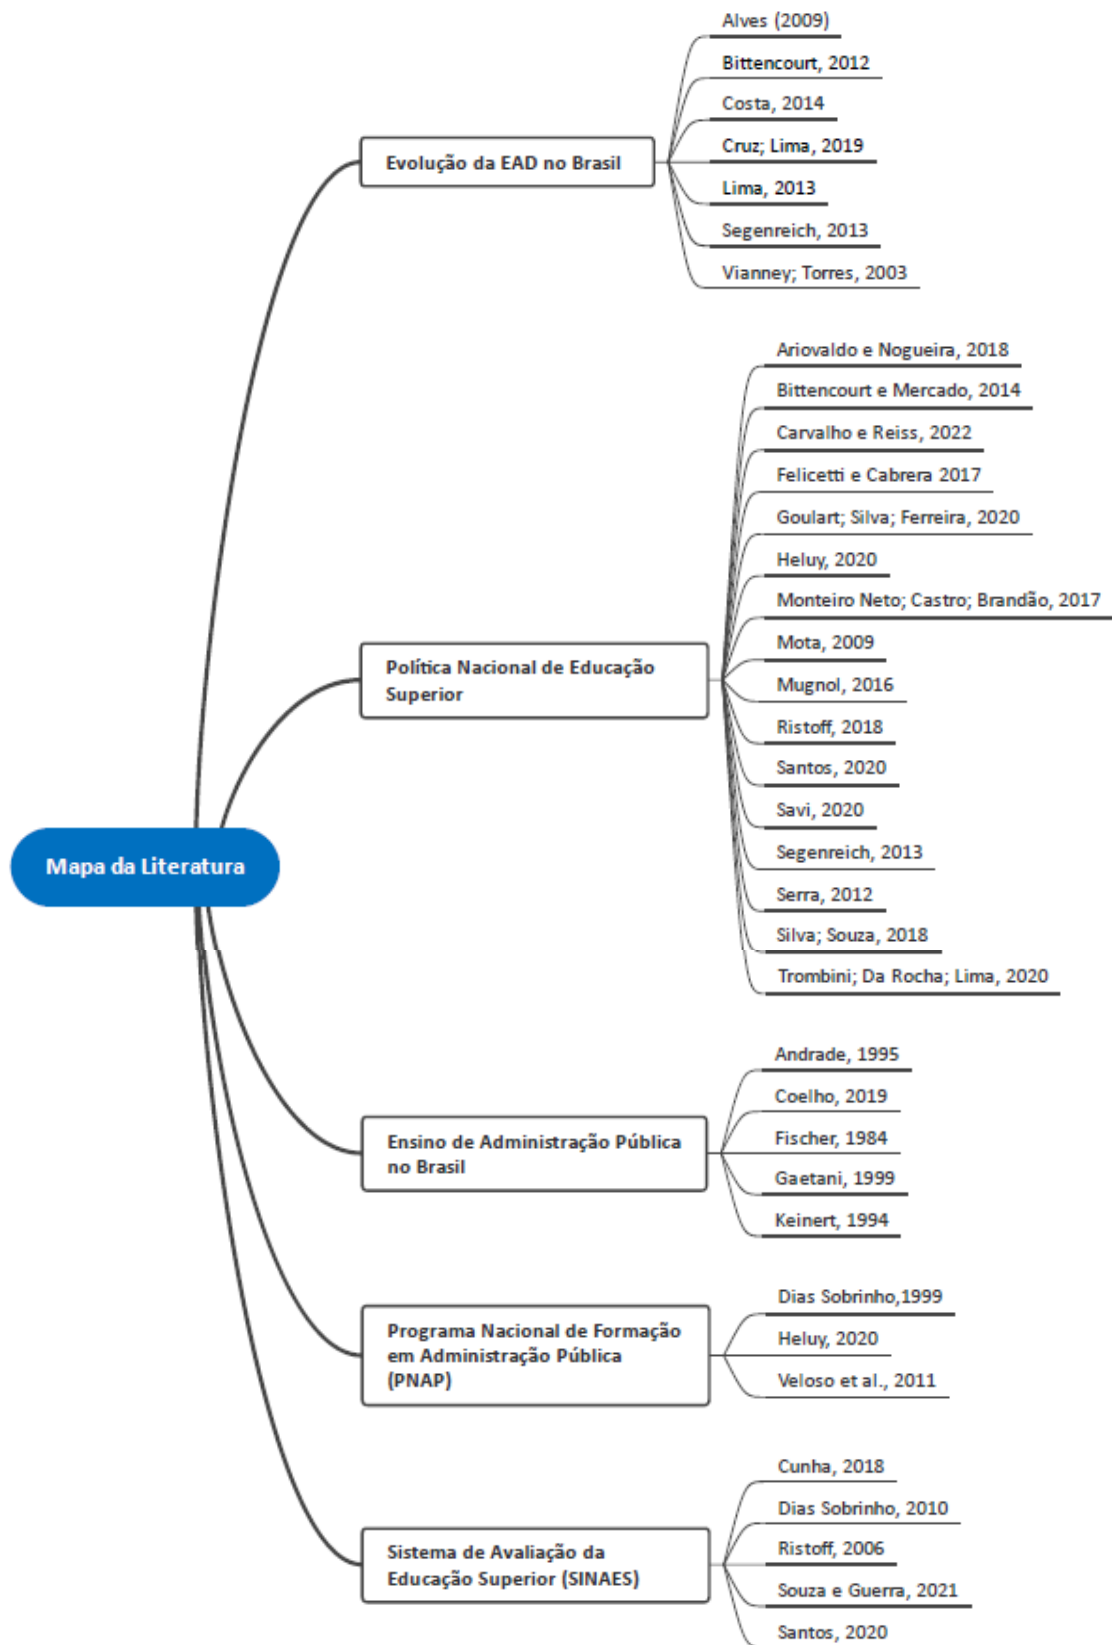 Mapa da Literatura
Evolução da EAD no Brasil
Alves (2009)
Bittencourt, 2012
Costa, 2014
Cruz; Lima, 2019
Lima, 2013
Segenreich, 2013
Vianney; Torres, 2003
Política Nacional de Educação
Superior
Ariovaldo e Nogueira, 2018
Bittencourt e Mercado, 2014
Carvalho e Reiss, 2022
Felicetti e Cabrera 2017
Goulart; Silva; Ferreira, 2020
Heluy, 2020
Monteiro Neto; Castro; Brandão, 2017
Mota, 2009
Mugnol, 2016
Ristoff, 2018
Santos, 2020
Savi, 2020
Segenreich, 2013
Serra, 2012
Silva; Souza, 2018
Trombini; Da Rocha; Lima, 2020
Ensino de Administração Pública
no Brasil
Andrade, 1995
Coelho, 2019
Fischer, 1984
Gaetani, 1999
Keinert, 1994
Programa Nacional de Formação
em Administração Pública
(PNAP)
Dias Sobrinho,1999
Heluy, 2020
Veloso et al., 2011
Sistema de Avaliação da
Educação Superior (SINAES)
Cunha, 2018
Dias Sobrinho, 2010
Ristoff, 2006
Souza e Guerra, 2021
Santos, 2020